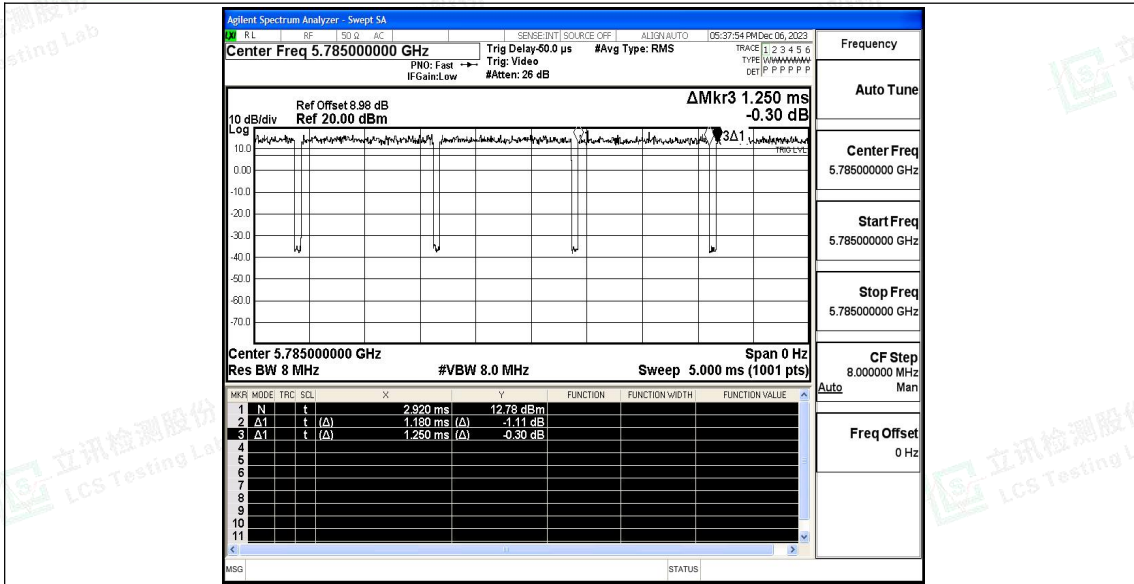 Agilent Spectrum Analyzer - Swept SA
LXI RL RF 50 Ω AC SENSE:INT SOURCE OFF ALIGN AUTO 05:37:54 PM Dec 06, 2023
Center Freq 5.785000000 GHz
PNO: Fast
IFGain:Low
Trig Delay-50.0 µs
Trig: Video
#Atten: 26 dB
#Avg Type: RMS
TRACE 1 2 3 4 5 6
TYPE WWWWWW
DET P P P P P P
ΔMkr3 1.250 ms
-0.30 dB
Ref Offset 8.98 dB
10 dB/div Ref 20.00 dBm
Log
10.0
0.00
-10.0
-20.0
-30.0
-40.0
-50.0
-60.0
-70.0
1
3Δ1
TRIG LVL
Center 5.785000000 GHz Span 0 Hz
Res BW 8 MHz #VBW 8.0 MHz Sweep 5.000 ms (1001 pts)
MKR MODE TRC SCL X Y FUNCTION FUNCTION WIDTH FUNCTION VALUE
1 N t 2.920 ms 12.78 dBm
2 Δ1 t (Δ) 1.180 ms (Δ) -1.11 dB
3 Δ1 t (Δ) 1.250 ms (Δ) -0.30 dB
4
5
6
7
8
9
10
11
MSG STATUS
Frequency
Auto Tune
Center Freq
5.785000000 GHz
Start Freq
5.785000000 GHz
Stop Freq
5.785000000 GHz
CF Step
8.000000 MHz
Auto Man
Freq Offset
0 Hz
立讯检测股份
LCS Testing Lab
立讯检测股份